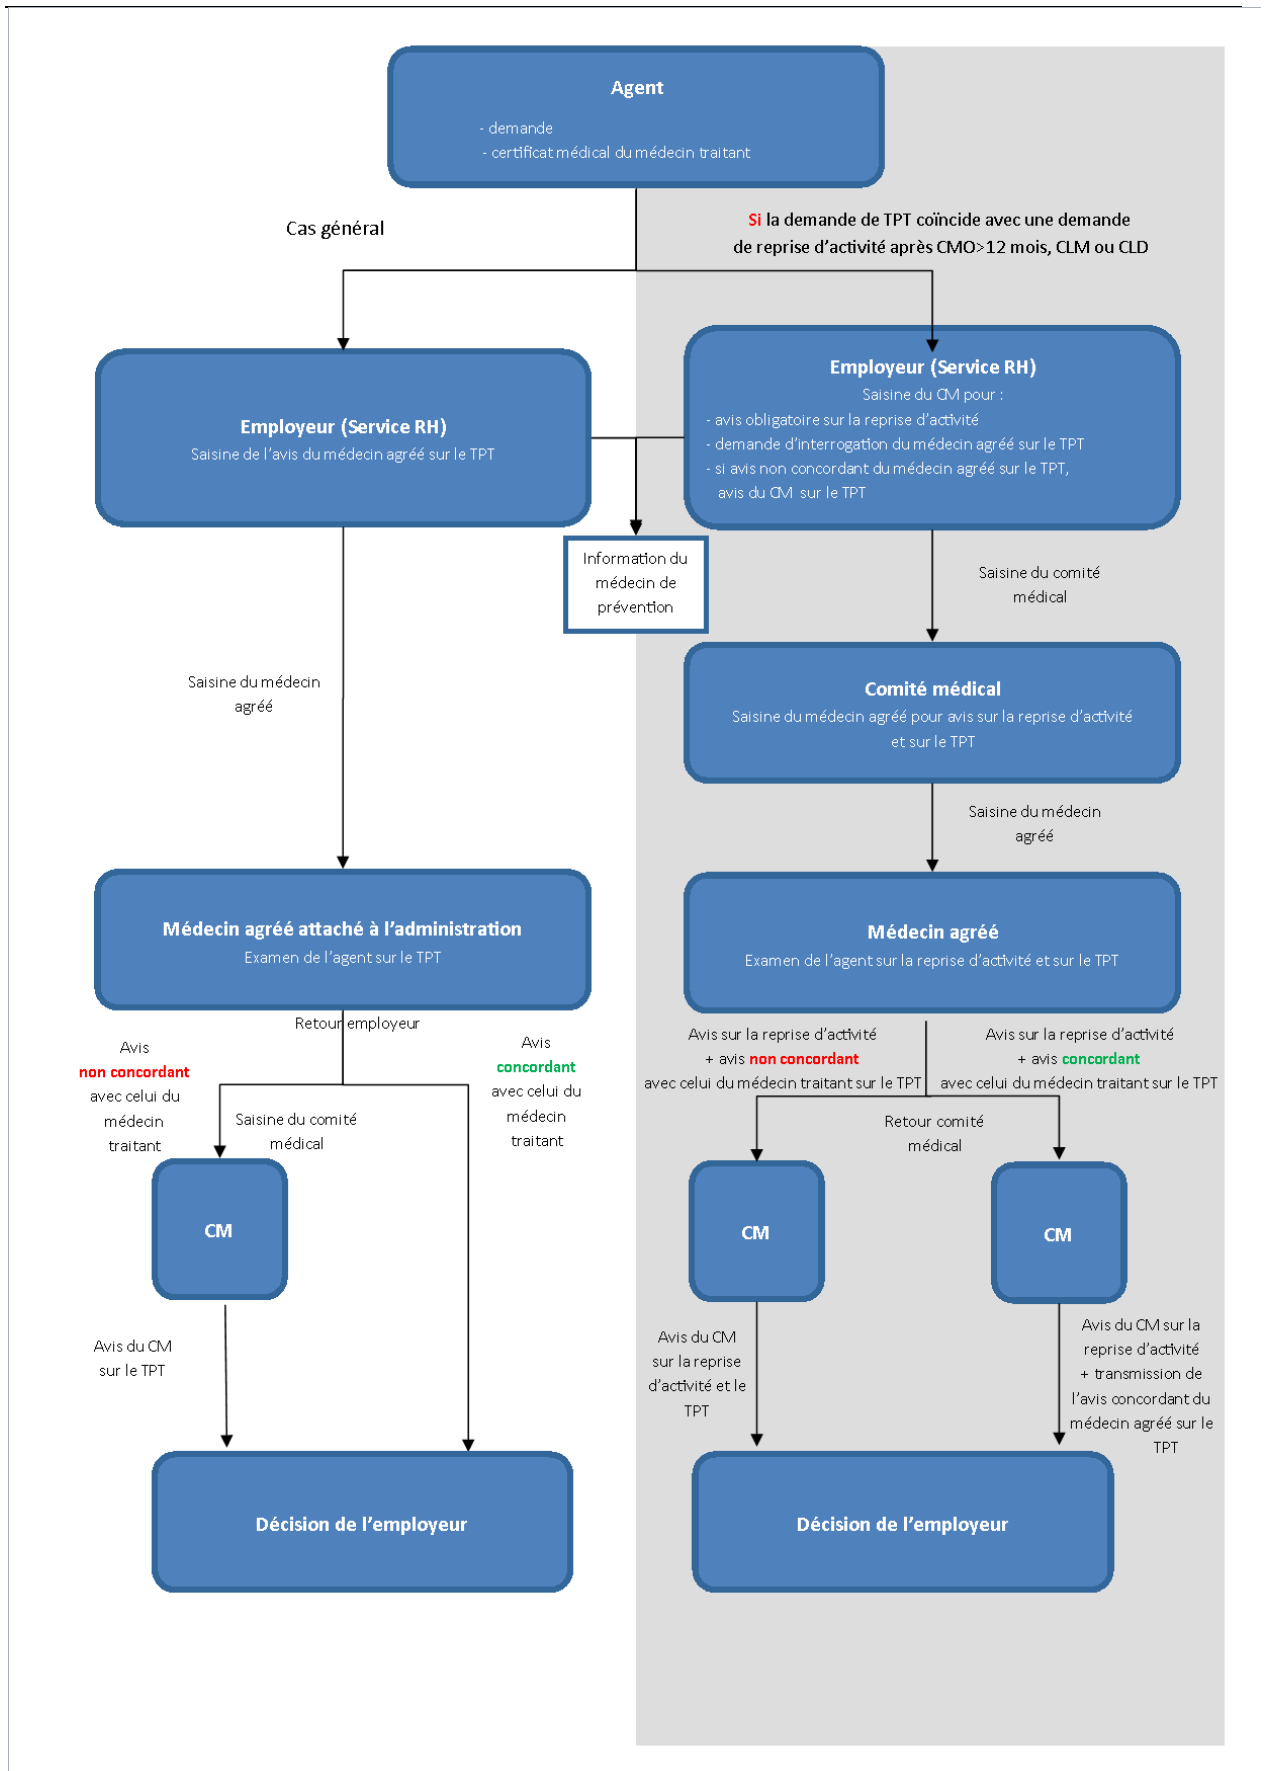 Agent
- demande
- certificat médical du médecin traitant
Cas général
Si la demande de TPT coïncide avec une demande
de reprise d'activité après CMO>12 mois, CLM ou CLD
Employeur (Service RH)
Saisine de l'avis du médecin agréé sur le TPT
Employeur (Service RH)
Saisine du CM pour :
- avis obligatoire sur la reprise d'activité
- demande d'interrogation du médecin agréé sur le TPT
- si avis non concordant du médecin agréé sur le TPT,
avis du CM sur le TPT
Information du
médecin de
prévention
Saisine du comité
médical
Saisine du médecin
agréé
Comité médical
Saisine du médecin agréé pour avis sur la reprise d'activité
et sur le TPT
Saisine du médecin
agréé
Médecin agréé attaché à l'administration
Examen de l'agent sur le TPT
Médecin agréé
Examen de l'agent sur la reprise d'activité et sur le TPT
Retour employeur
Avis
non concordant
avec celui du
médecin
traitant
Saisine du comité
médical
Avis
concordant
avec celui du
médecin
traitant
Avis sur la reprise d'activité
+ avis non concordant
avec celui du médecin traitant sur le TPT
Avis sur la reprise d'activité
+ avis concordant
avec celui du médecin traitant sur le TPT
Retour comité
médical
CM
CM
CM
Avis du CM
sur le TPT
Avis du CM
sur la reprise
d'activité et le
TPT
Avis du CM sur la
reprise d'activité
+ transmission de
l'avis concordant du
médecin agréé sur le
TPT
Décision de l'employeur
Décision de l'employeur